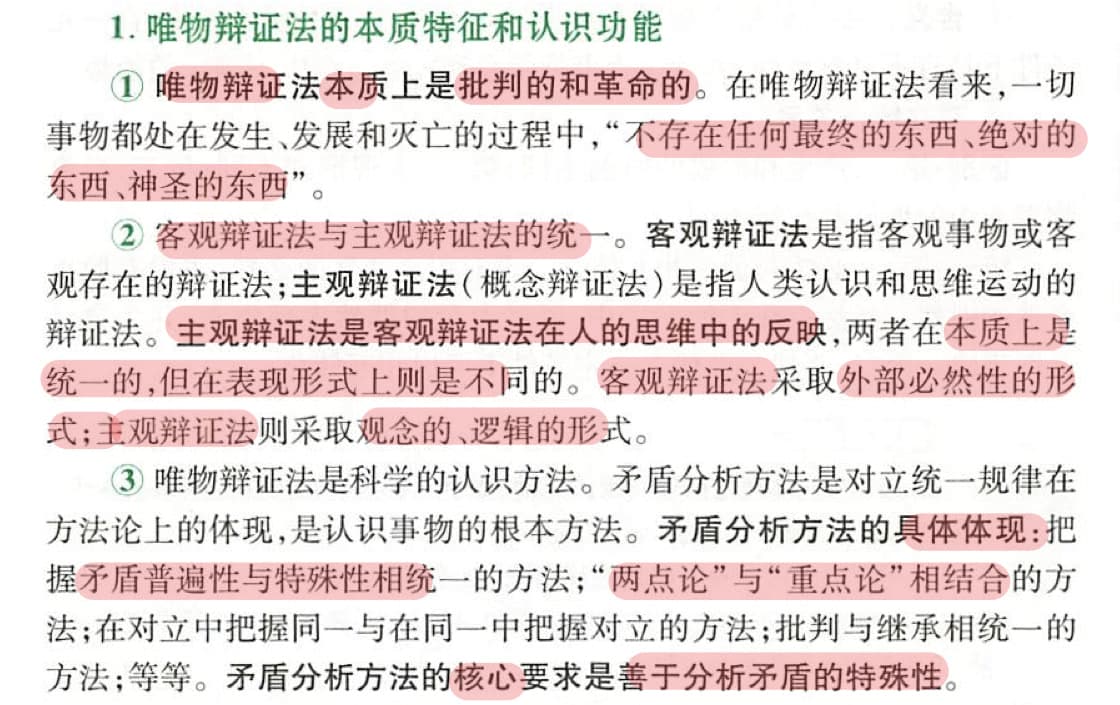 1. 唯物辩证法的本质特征和认识功能
① 唯物辩证法本质上是批判的和革命的。在唯物辩证法看来,一切
事物都处在发生、发展和灭亡的过程中,“不存在任何最终的东西、绝对的
东西、神圣的东西”。
② 客观辩证法与主观辩证法的统一。客观辩证法是指客观事物或客
观存在的辩证法;主观辩证法(概念辩证法)是指人类认识和思维运动的
辩证法。主观辩证法是客观辩证法在人的思维中的反映,两者在本质上是
统一的,但在表现形式上则是不同的。客观辩证法采取外部必然性的形
式;主观辩证法则采取观念的、逻辑的形式。
③ 唯物辩证法是科学的认识方法。矛盾分析方法是对立统一规律在
方法论上的体现,是认识事物的根本方法。矛盾分析方法的具体体现:把
握矛盾普遍性与特殊性相统一的方法;“两点论”与“重点论”相结合的方
法;在对立中把握同一与在同一中把握对立的方法;批判与继承相统一的
方法;等等。矛盾分析方法的核心要求是善于分析矛盾的特殊性。